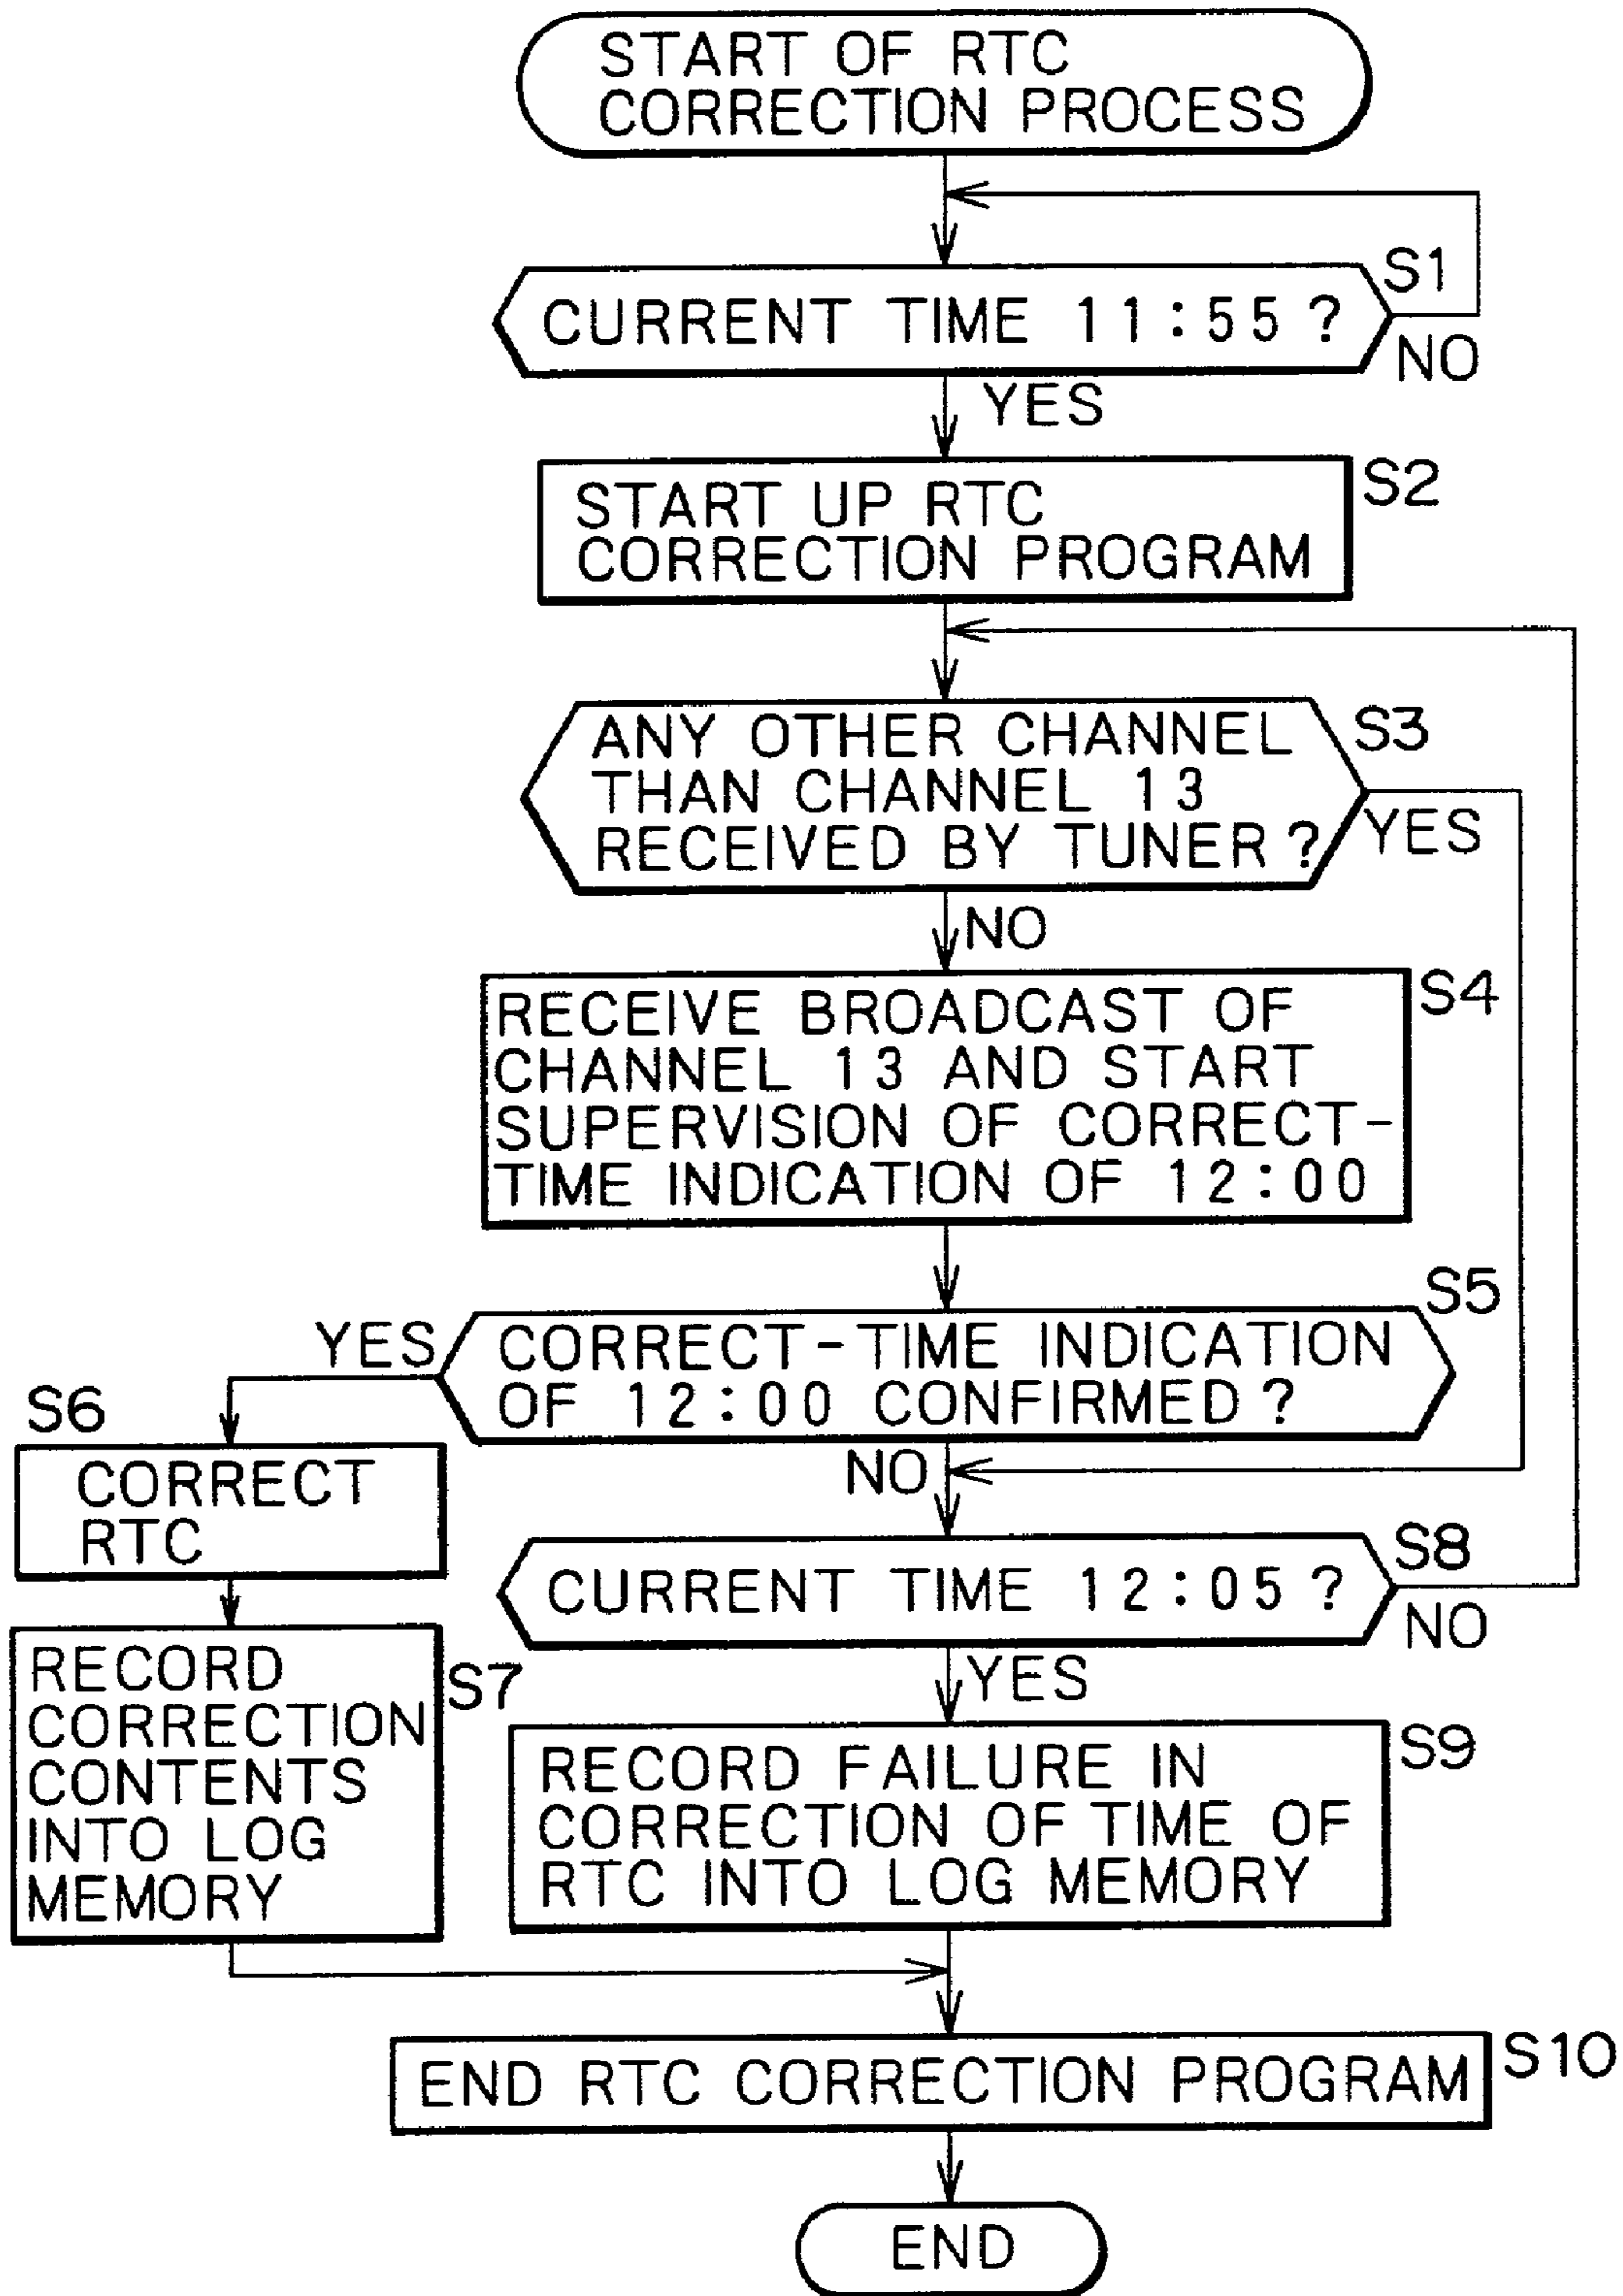 START OF RTC
CORRECTION PROCESS
S1
CURRENT TIME 11:55?
NO
YES
S2
START UP RTC
CORRECTION PROGRAM
S3
ANY OTHER CHANNEL
THAN CHANNEL 13
RECEIVED BY TUNER?
YES
NO
S4
RECEIVE BROADCAST OF
CHANNEL 13 AND START
SUPERVISION OF CORRECT-
TIME INDICATION OF 12:00
S5
YES
CORRECT-TIME INDICATION
OF 12:00 CONFIRMED?
NO
S6
CORRECT
RTC
S7
RECORD
CORRECTION
CONTENTS
INTO LOG
MEMORY
S8
CURRENT TIME 12:05?
NO
YES
S9
RECORD FAILURE IN
CORRECTION OF TIME OF
RTC INTO LOG MEMORY
S10
END RTC CORRECTION PROGRAM
END